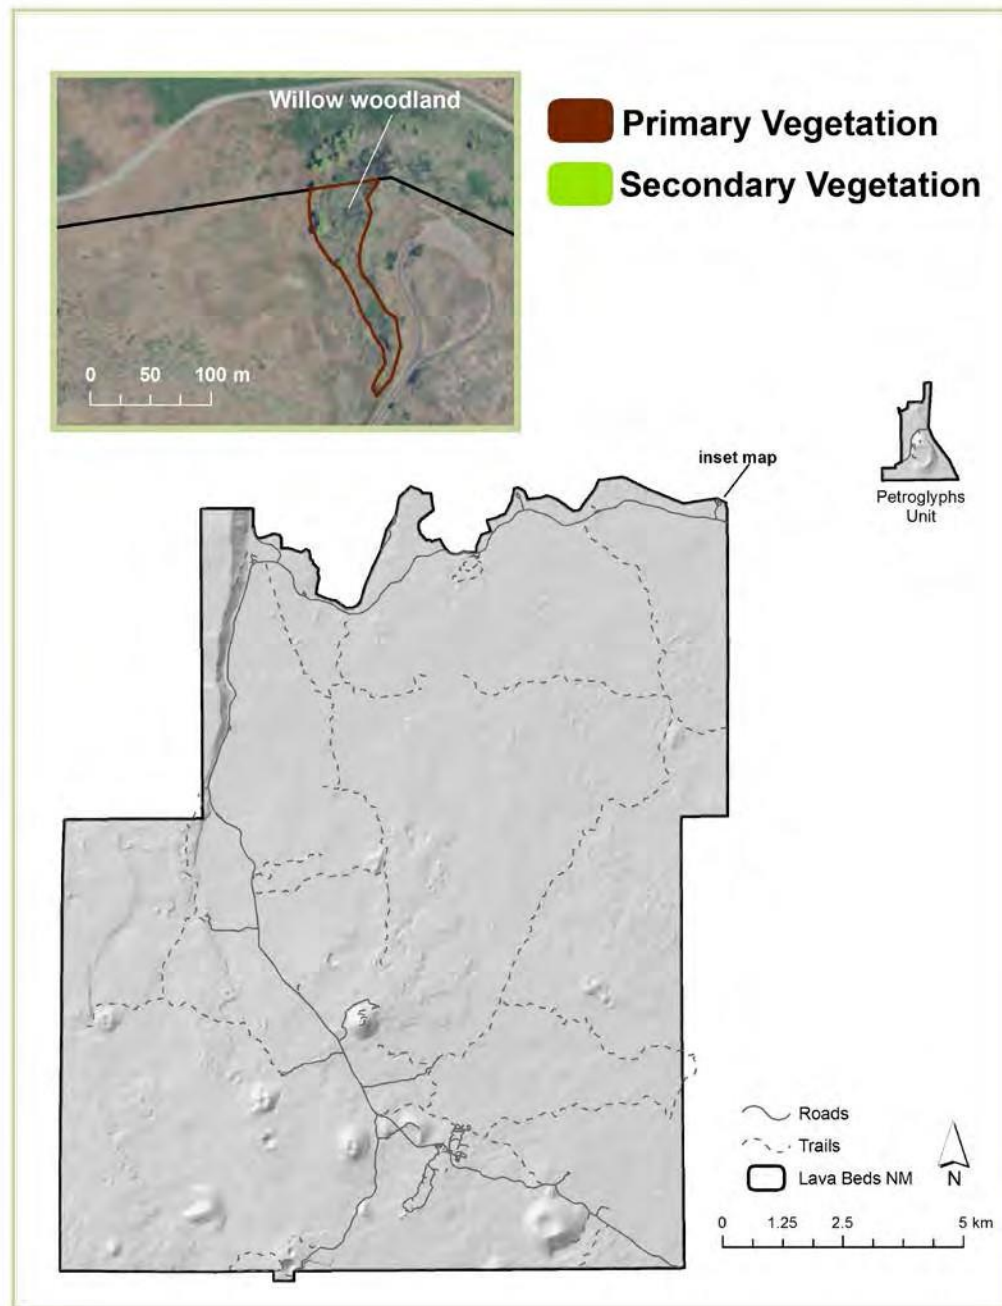 Willow woodland
0 50 100 m
Primary Vegetation
Secondary Vegetation
inset map
Petroglyphs
Unit
Roads
Trails
Lava Beds NM
N
0 1.25 2.5 5 km